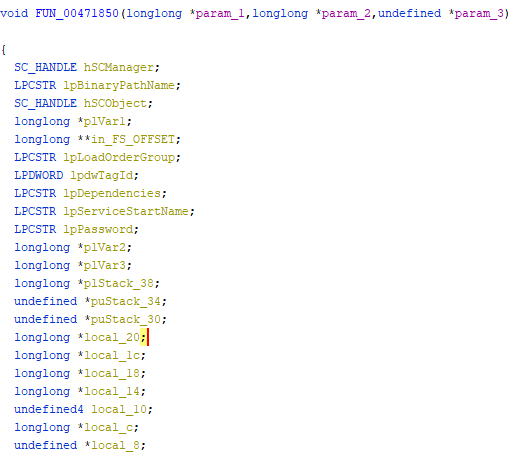 void FUN_00471850(longlong *param_1,longlong *param_2,undefined *param_3)
{
SC_HANDLE hSCManager;
LPCSTR lpBinaryPathName;
SC_HANDLE hSCObject;
longlong *plVar1;
longlong **in_FS_OFFSET;
LPCSTR lpLoadOrderGroup;
LPDWORD lpdwTagId;
LPCSTR lpDependencies;
LPCSTR lpServiceStartName;
LPCSTR lpPassword;
longlong *plVar2;
longlong *plVar3;
longlong *plStack_38;
undefined *puStack_34;
undefined *puStack_30;
longlong *local_20;
longlong *local_1c;
longlong *local_18;
longlong *local_14;
undefined4 local_10;
longlong *local_c;
undefined *local_8;